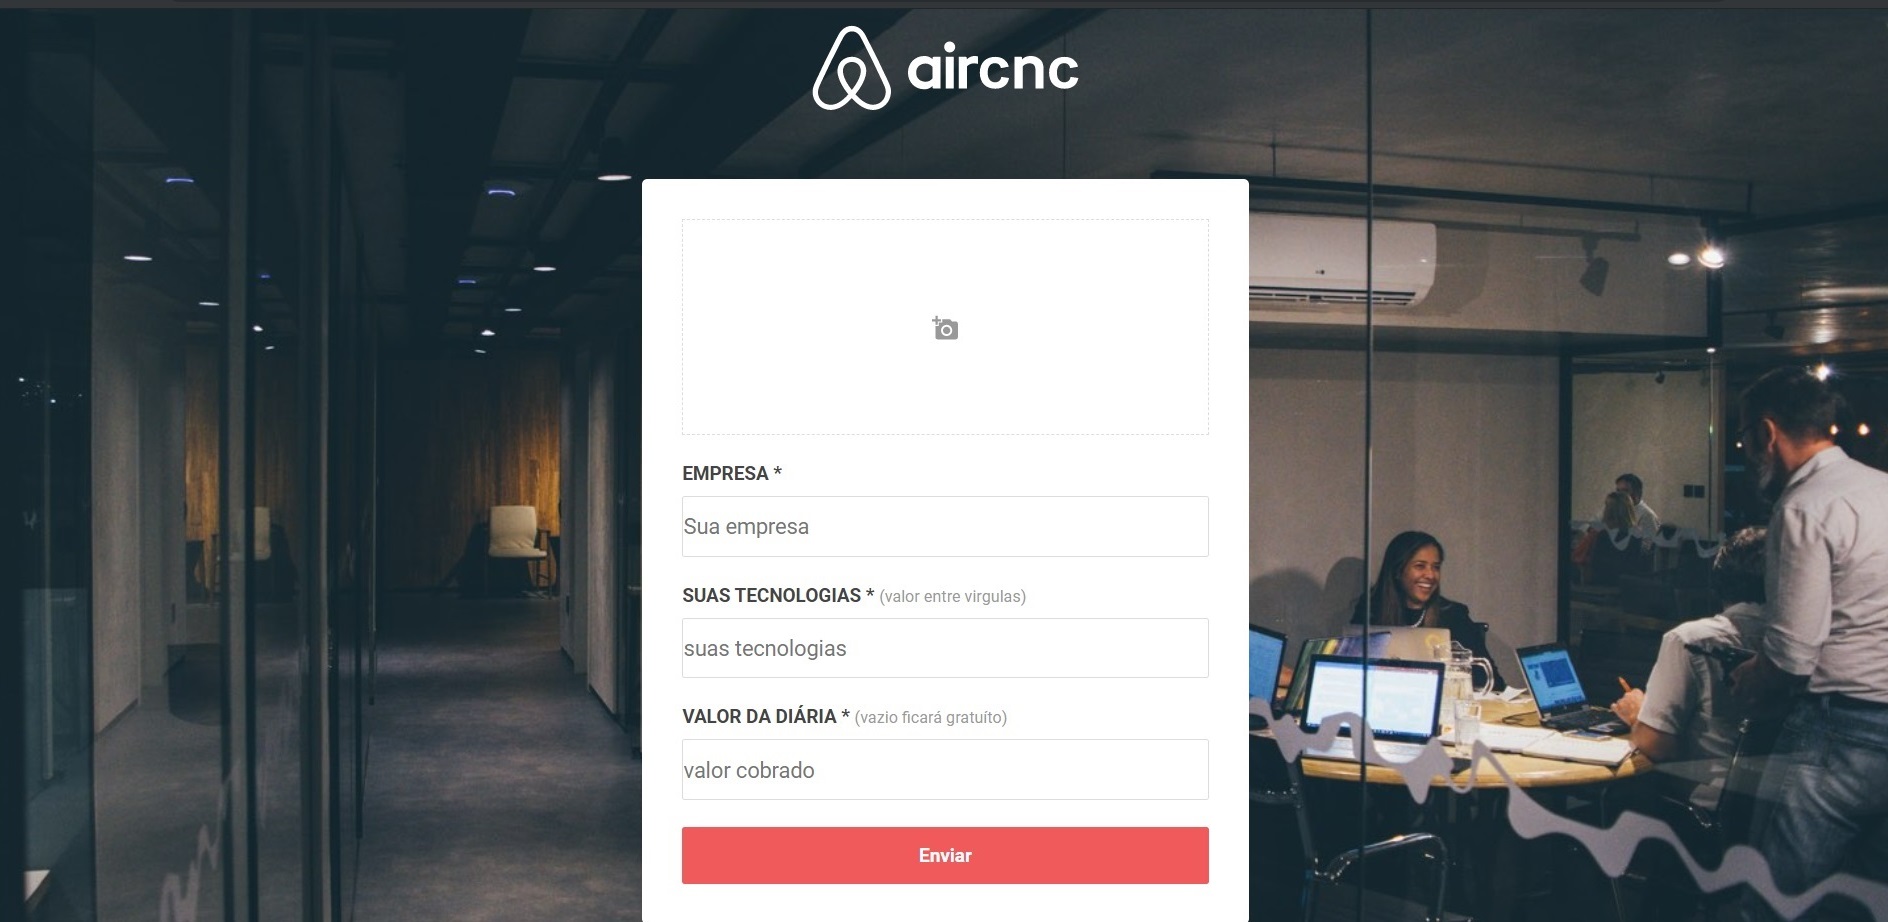 aircnc
EMPRESA *
Sua empresa
SUAS TECNOLOGIAS * (valor entre virgulas)
suas tecnologias
VALOR DA DIÁRIA * (vazio ficará gratuíto)
valor cobrado
Enviar